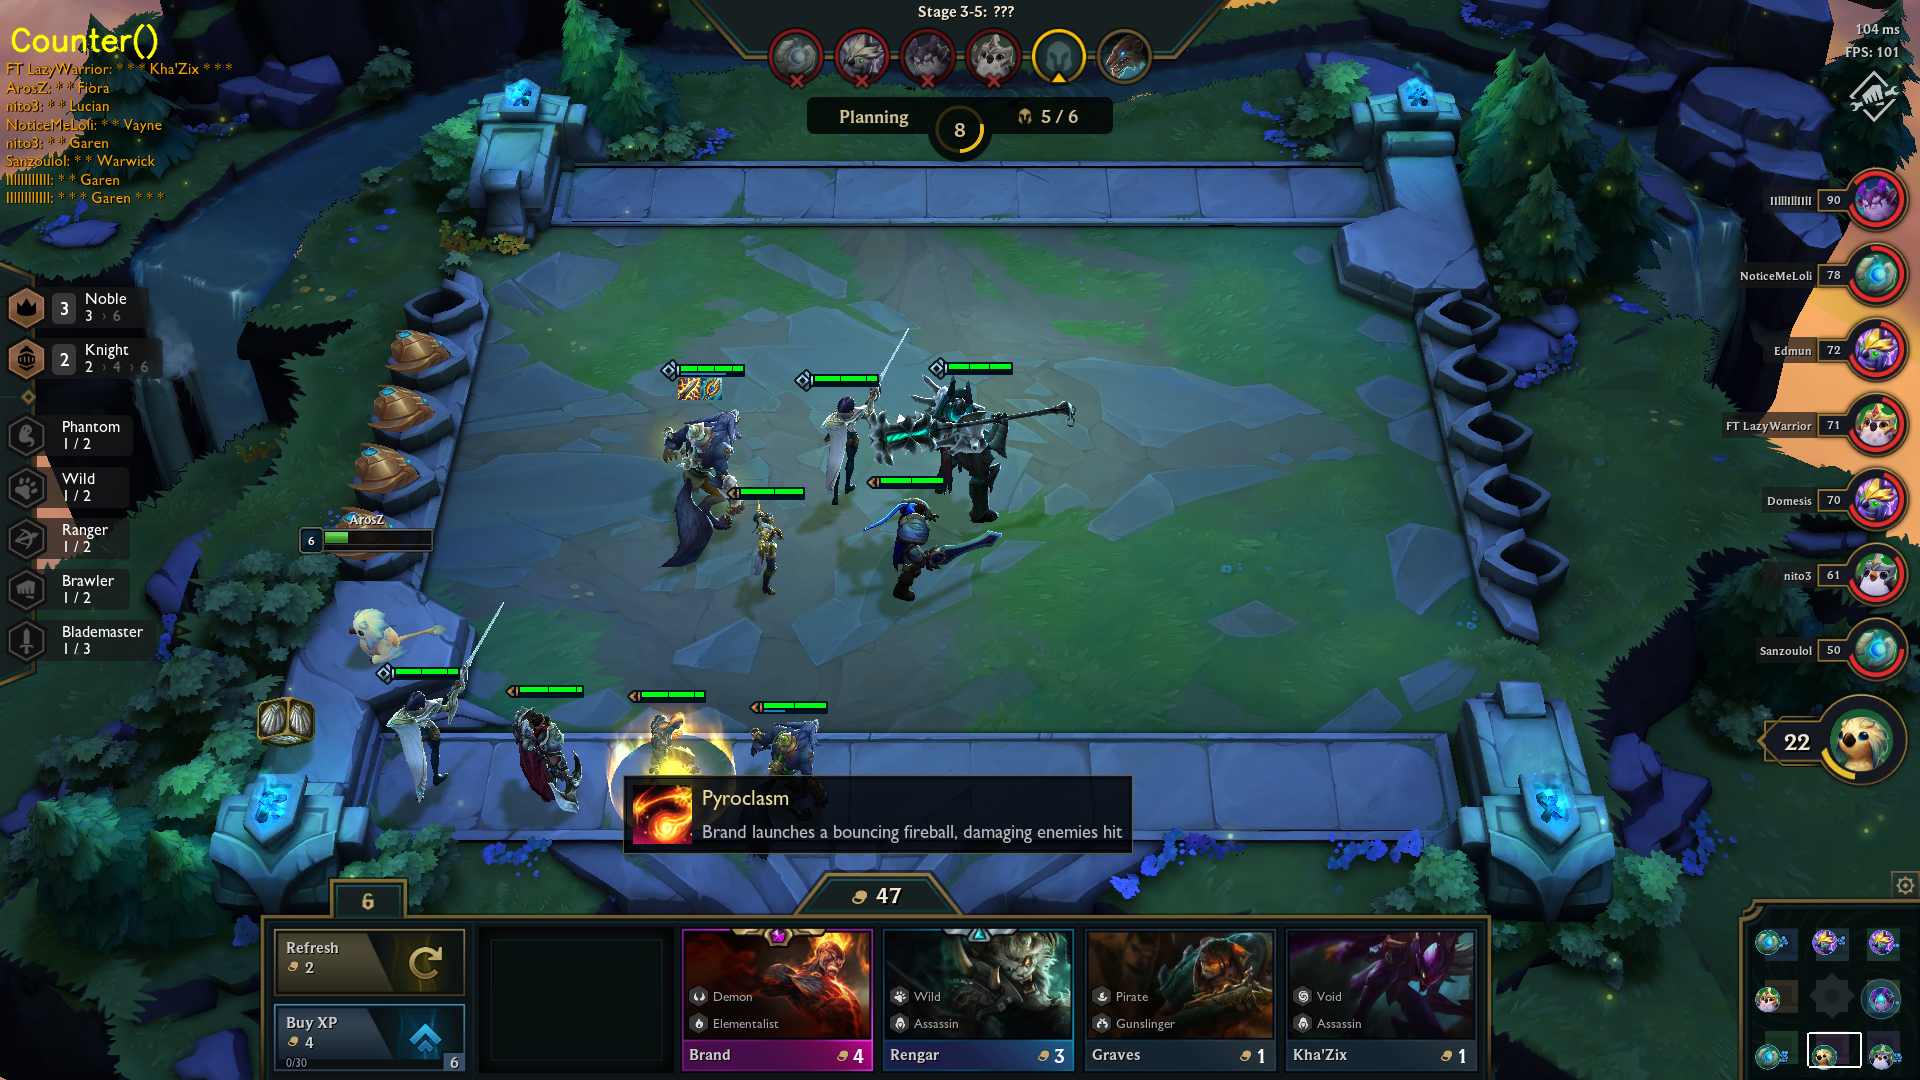 Stage 3-5: ???
104 ms
FPS: 101
Counter()
FT LazyWarrior: * * * Kha'Zix * * *
ArosZ: * * Fiora
nito3: * * Lucian
NoticeMeLoli: * * Vayne
nito3: * * Garen
Sanzoulol: * * Warwick
* * Garen
* * * Garen * * *
Planning
8
5 / 6
90
NoticeMeLoli 78
Edmun 72
FT LazyWarrior 71
Domesis 70
nito3 61
Sanzoulol 50
22
3 Noble
3 › 6
2 Knight
2 › 4 › 6
Phantom
1 / 2
Wild
1 / 2
Ranger
1 / 2
Brawler
1 / 2
Blademaster
1 / 3
ArosZ
6
Pyroclasm
Brand launches a bouncing fireball, damaging enemies hit
6
47
Refresh
2
Buy XP
4
0/30
6
Demon
Elementalist
Brand 4
Wild
Assassin
Rengar 3
Pirate
Gunslinger
Graves 1
Void
Assassin
Kha'Zix 1